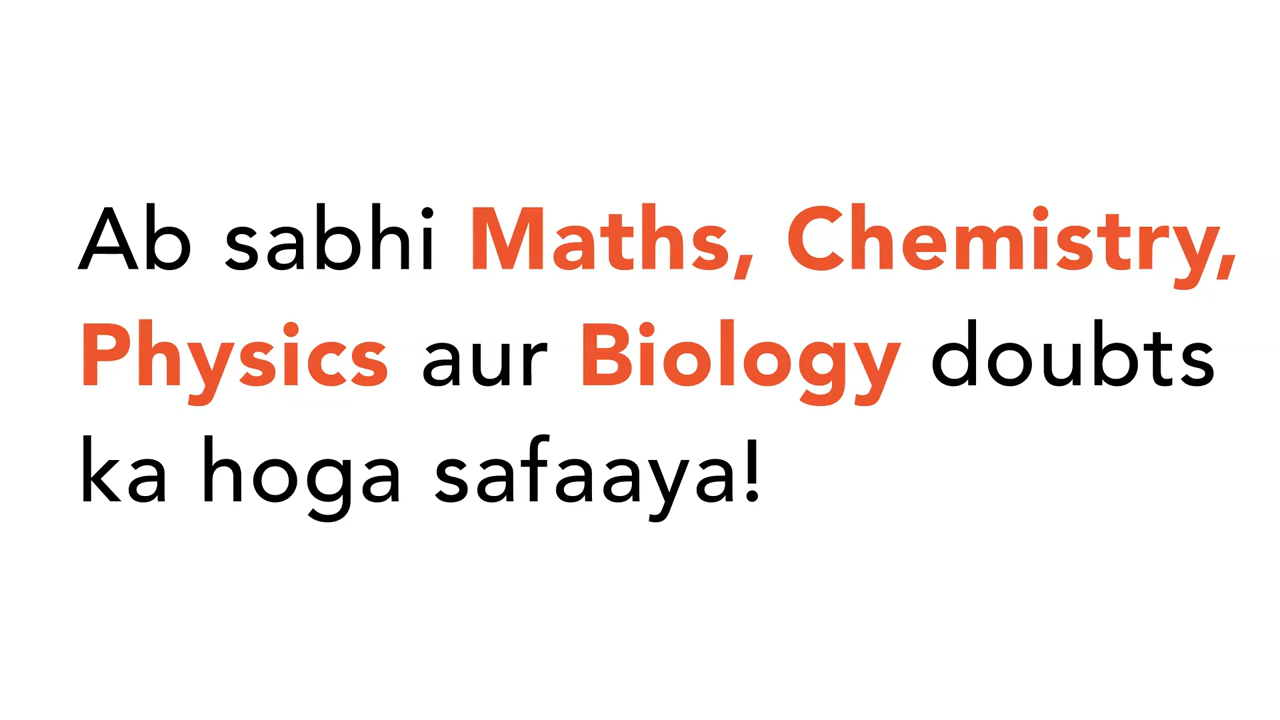 Ab sabhi Maths, Chemistry,
Physics aur Biology doubts
ka hoga safaaya!